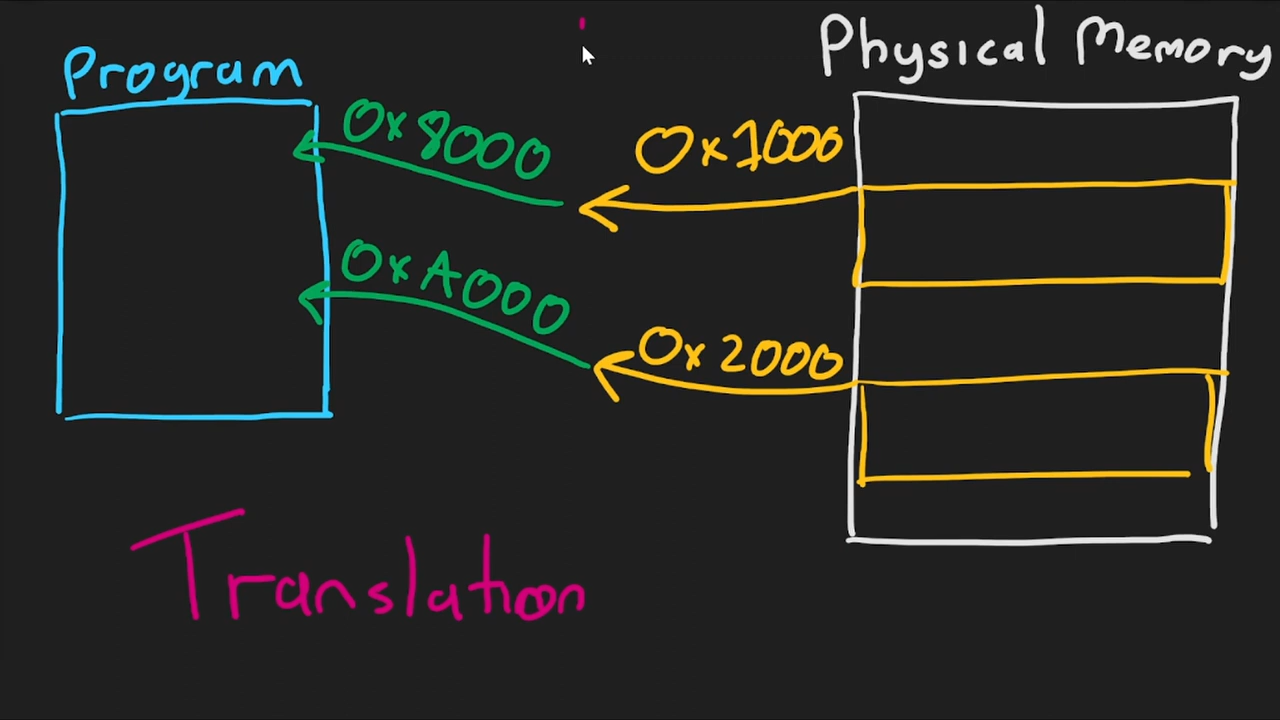 Program
Physical Memory
0x8000
0x1000
0xA000
0x2000
Translation